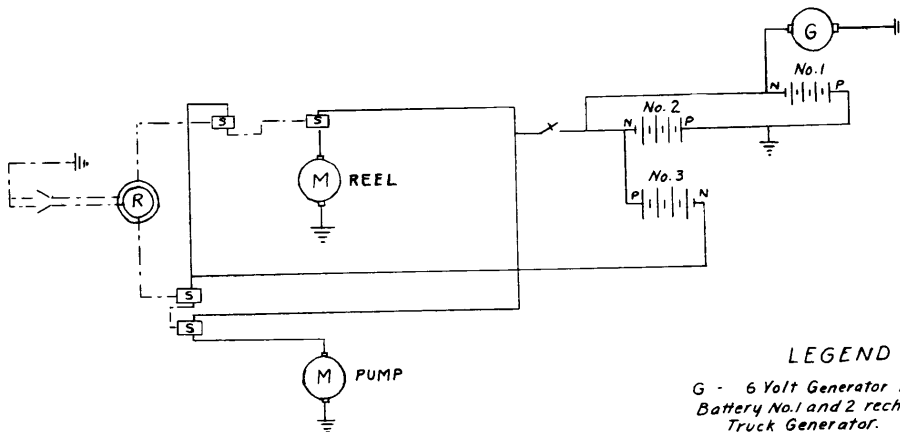 G
No.1
N
P
No.2
N
P
S
S
M REEL
No.3
P
N
R
S
S
M PUMP
LEGEND
G - 6 Volt Generator
Battery No.1 and 2 rech
Truck Generator.